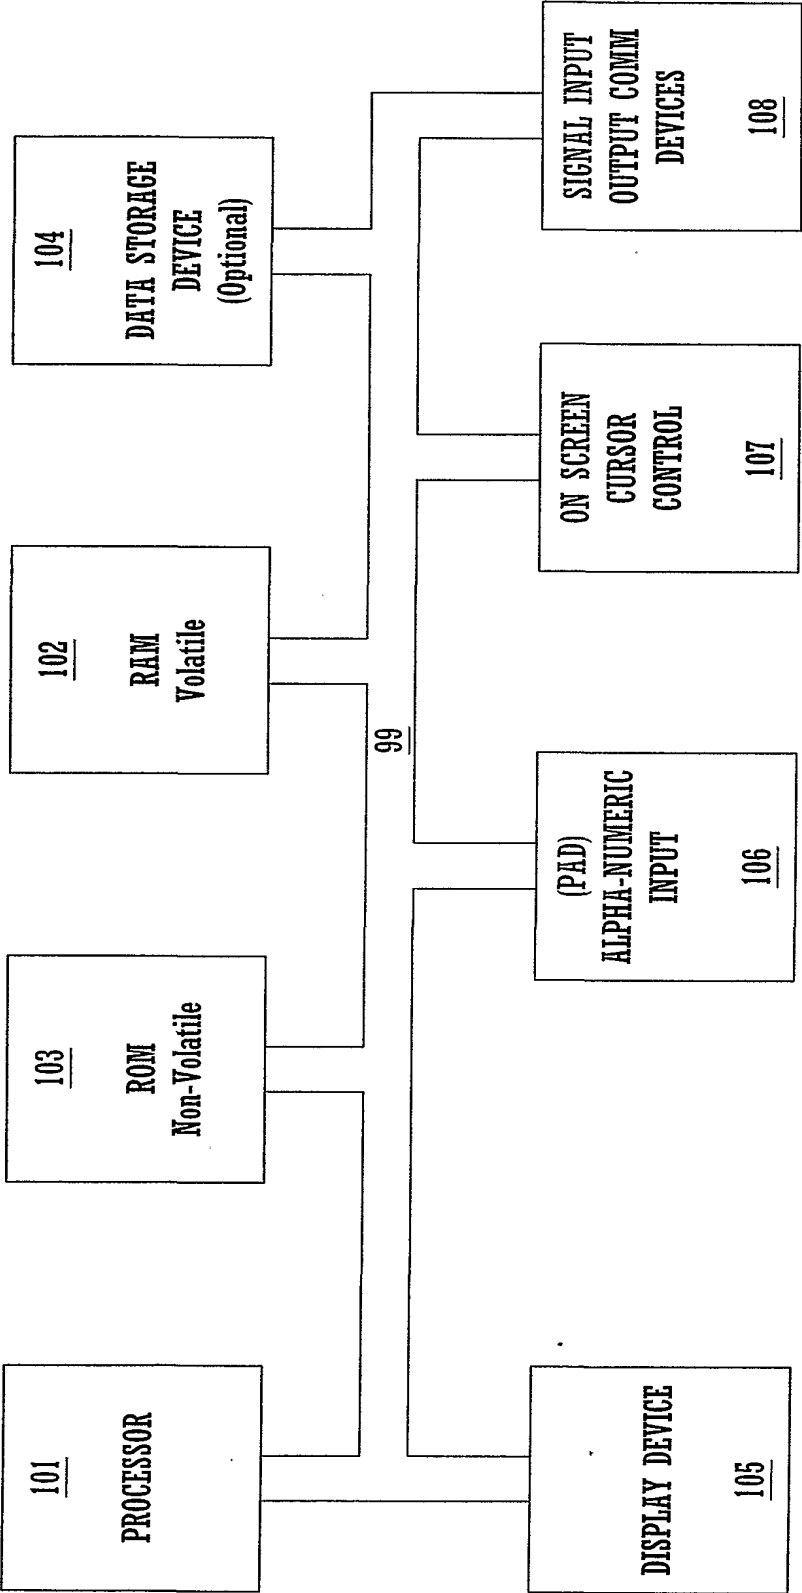 101
PROCESSOR
103
ROM
Non-Volatile
102
RAM
Volatile
104
DATA STORAGE
DEVICE
(Optional)
99
DISPLAY DEVICE
105
(PAD)
ALPHA-NUMERIC
INPUT
106
ON SCREEN
CURSOR
CONTROL
107
SIGNAL INPUT
OUTPUT COMM
DEVICES
108